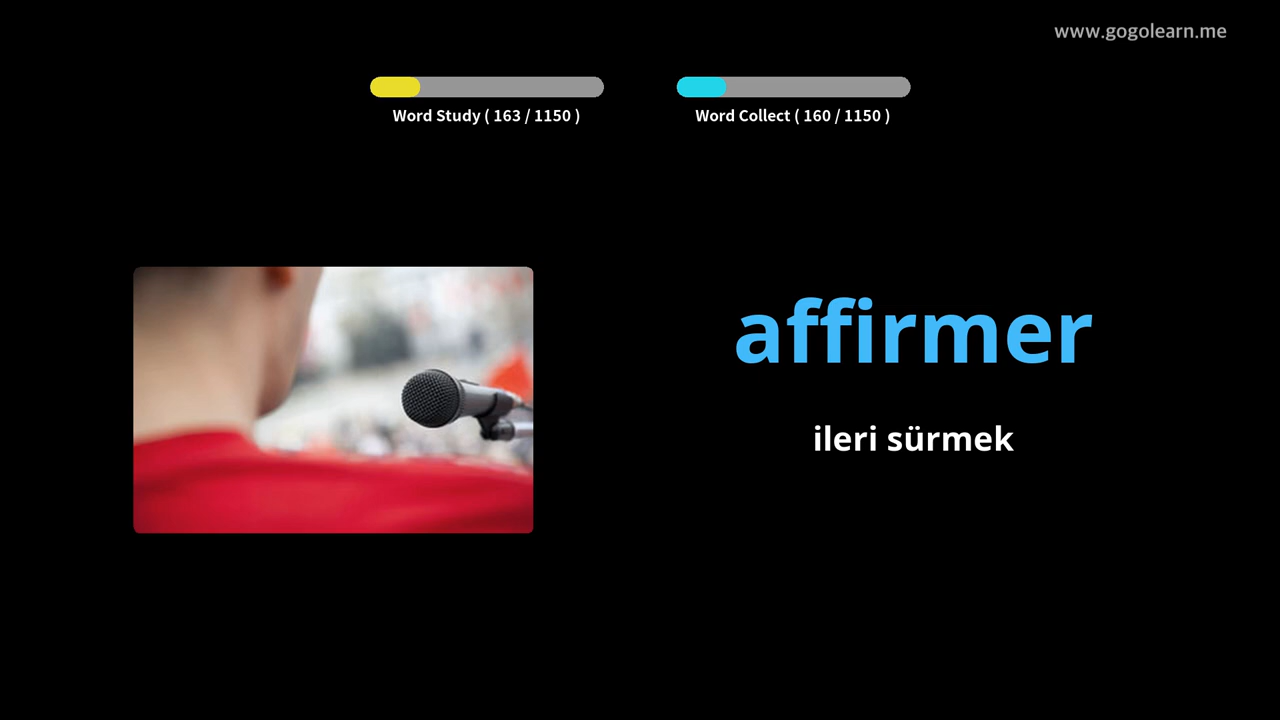 www.gogolearn.me
Word Study ( 163 / 1150 )
Word Collect ( 160 / 1150 )
affirmer
ileri sürmek